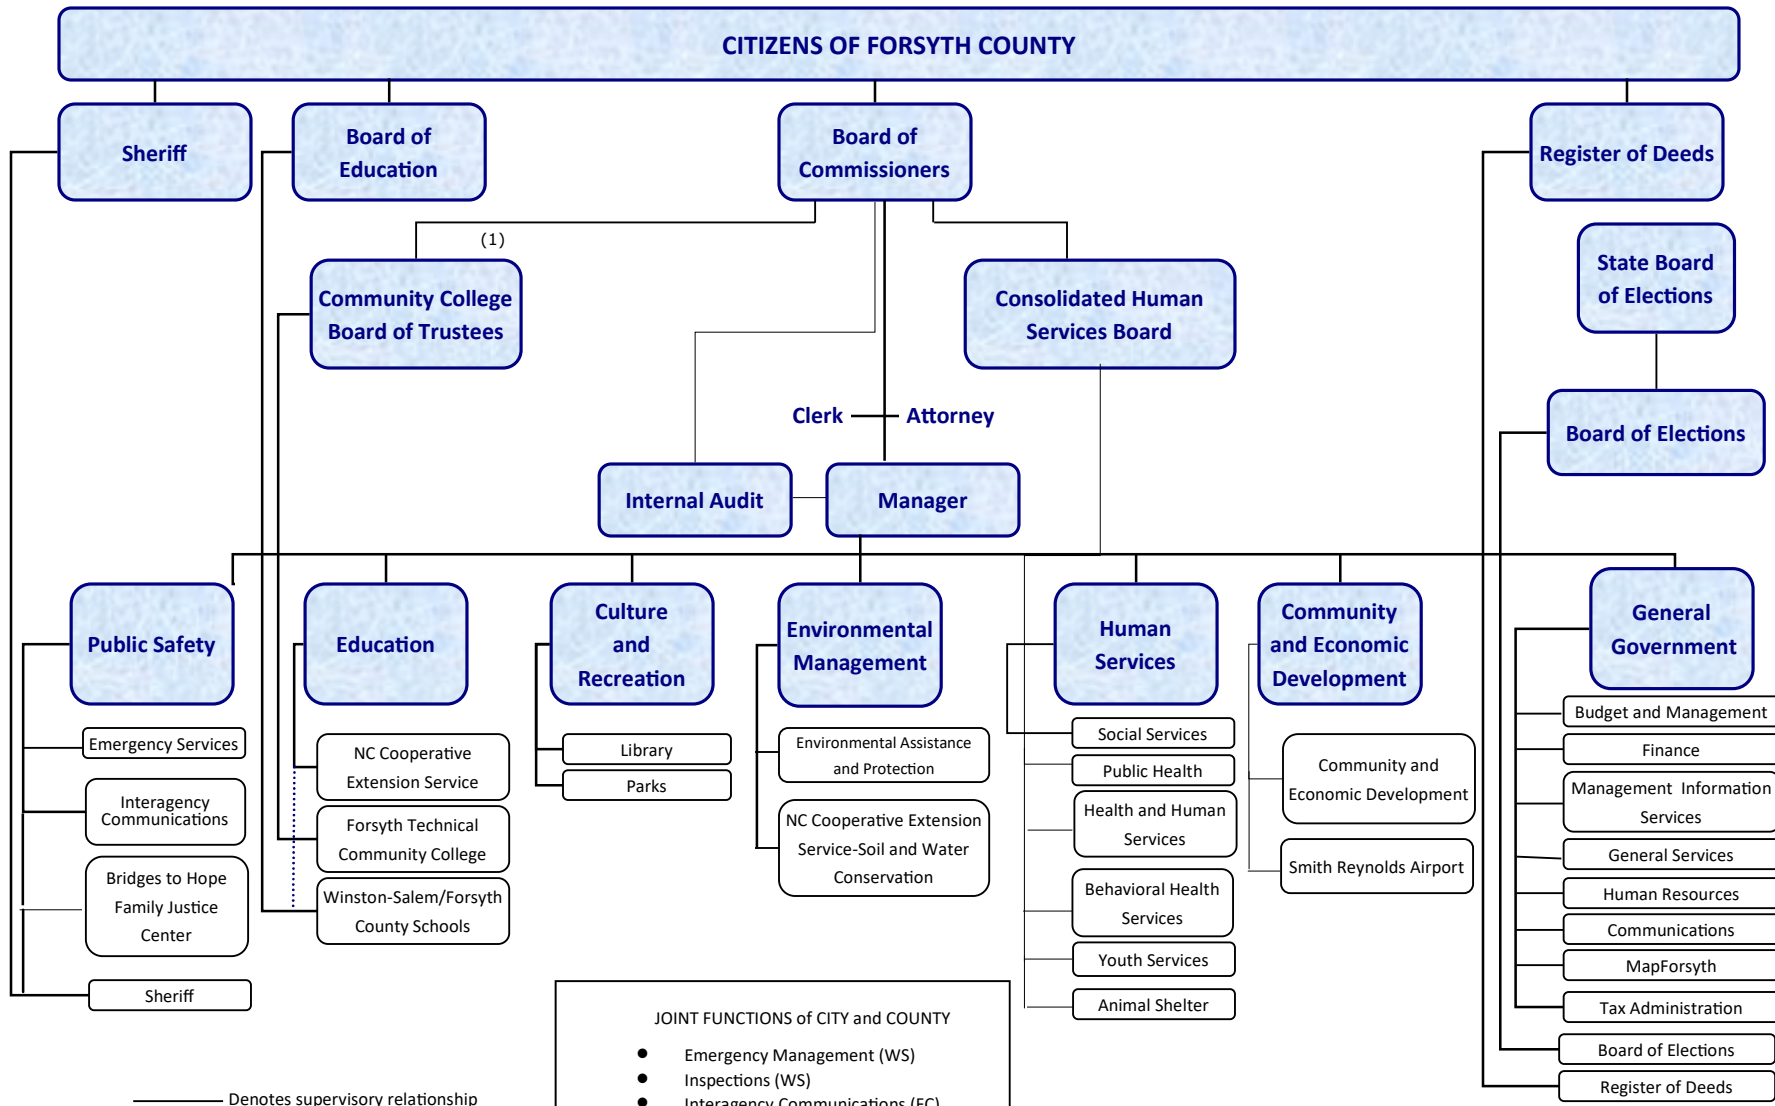 CITIZENS OF FORSYTH COUNTY
Sheriff
Board of
Education
Board of
Commissioners
Register of Deeds
(1)
Community College
Board of Trustees
Consolidated Human
Services Board
State Board
of Elections
Clerk
Attorney
Board of Elections
Internal Audit
Manager
Public Safety
Emergency Services
Interagency
Communications
Bridges to Hope
Family Justice
Center
Sheriff
Education
NC Cooperative
Extension Service
Forsyth Technical
Community College
Winston-Salem/Forsyth
County Schools
Culture
and
Recreation
Library
Parks
Environmental
Management
Environmental Assistance
and Protection
NC Cooperative Extension
Service-Soil and Water
Conservation
Human
Services
Social Services
Public Health
Health and Human
Services
Behavioral Health
Services
Youth Services
Animal Shelter
Community
and Economic
Development
Community and
Economic Development
Smith Reynolds Airport
General
Government
Budget and Management
Finance
Management Information
Services
General Services
Human Resources
Communications
MapForsyth
Tax Administration
Board of Elections
Register of Deeds
JOINT FUNCTIONS of CITY and COUNTY
● Emergency Management (WS)
● Inspections (WS)
● Interagency Communications (FC)
Denotes supervisory relationship